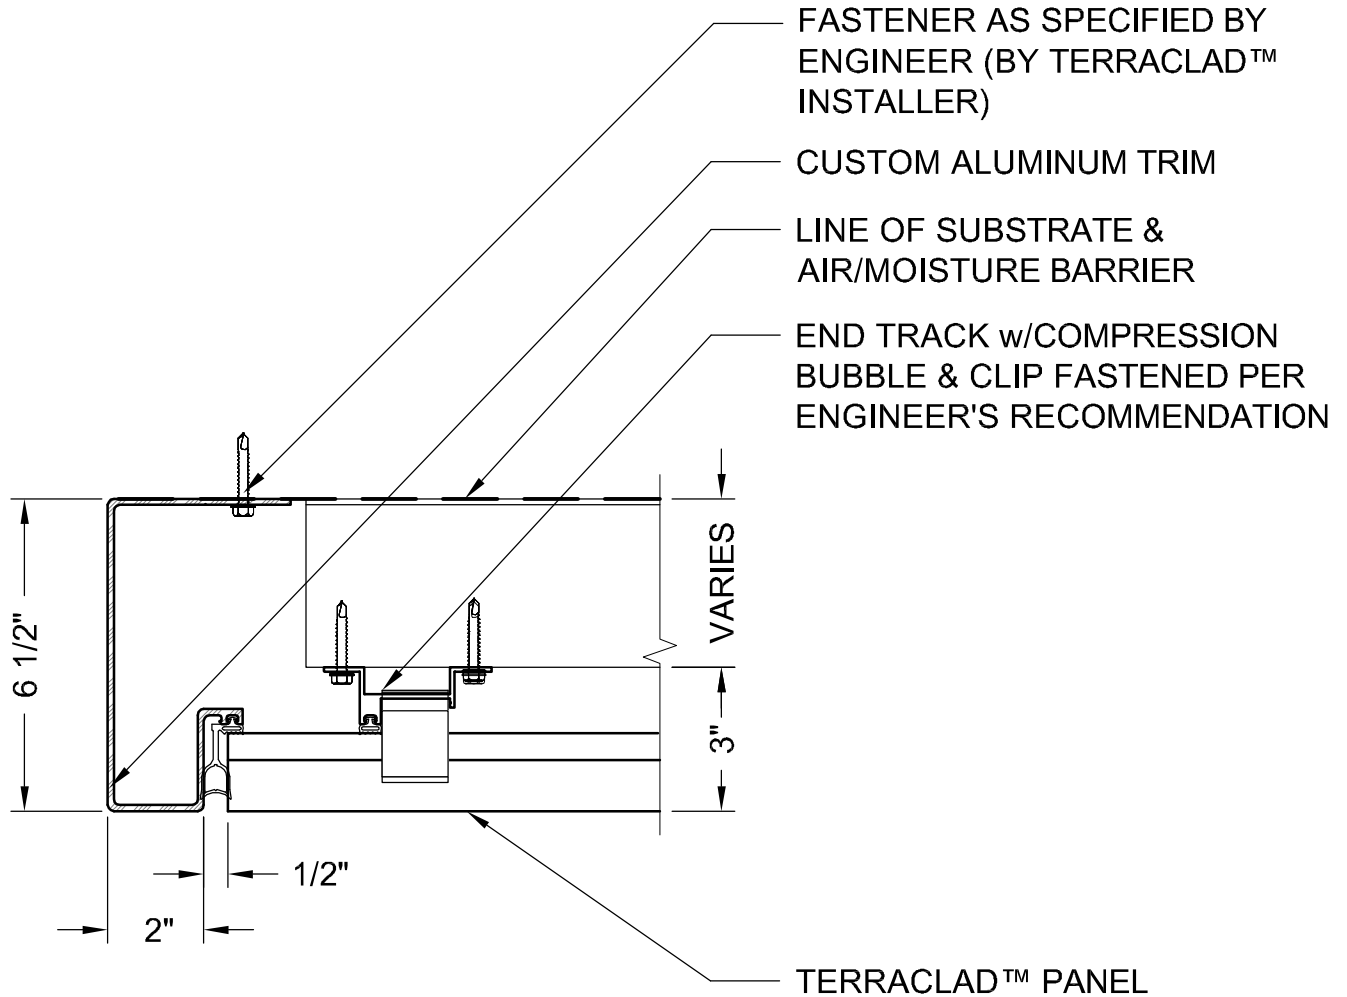 FASTENER AS SPECIFIED BY
ENGINEER (BY TERRACLAD™
INSTALLER)
CUSTOM ALUMINUM TRIM
LINE OF SUBSTRATE &
AIR/MOISTURE BARRIER
END TRACK w/COMPRESSION
BUBBLE & CLIP FASTENED PER
ENGINEER'S RECOMMENDATION
VARIES
6 1/2"
3"
1/2"
2"
TERRACLAD™ PANEL